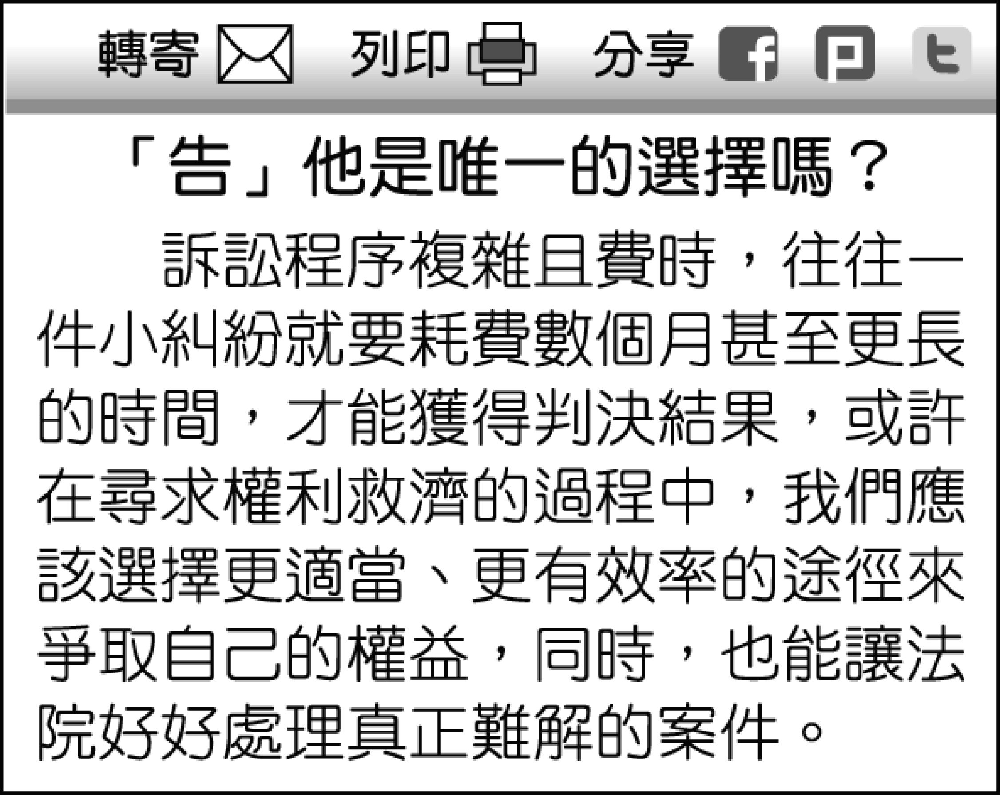 轉寄 列印 分享 f P t
「告」他是唯一的選擇嗎？
訴訟程序複雜且費時，往往一
件小糾紛就要耗費數個月甚至更長
的時間，才能獲得判決結果，或許
在尋求權利救濟的過程中，我們應
該選擇更適當、更有效率的途徑來
爭取自己的權益，同時，也能讓法
院好好處理真正難解的案件。